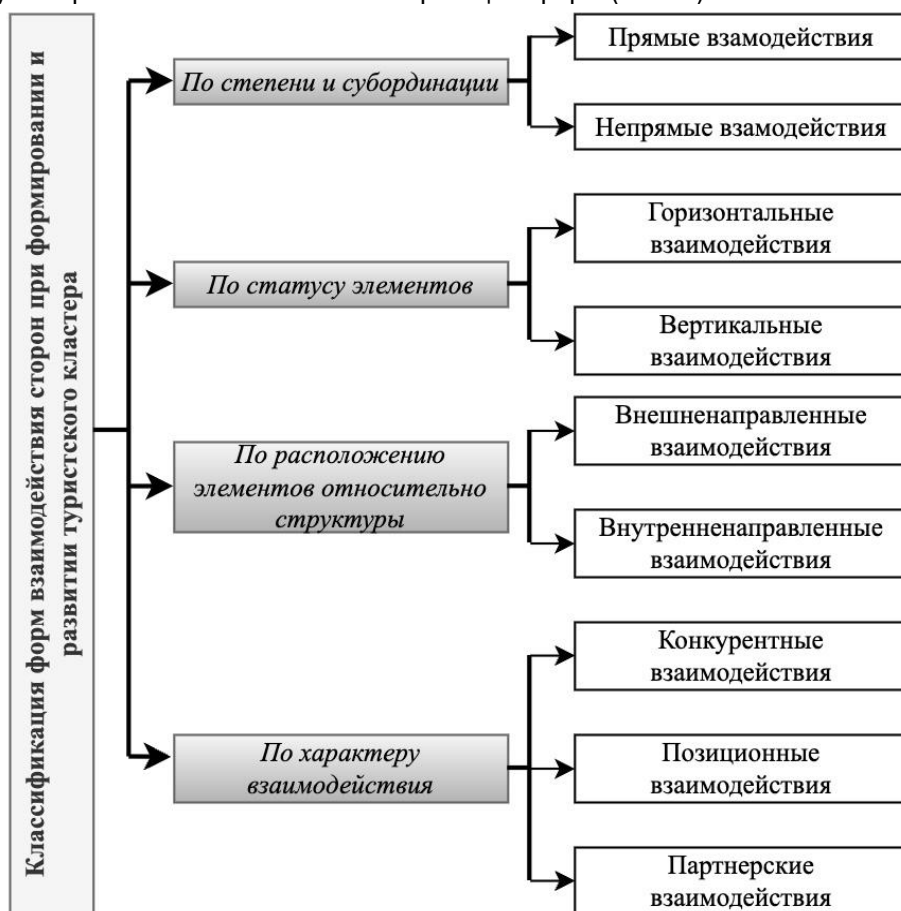 Классификация форм взаимодействия сторон при формировании и
развитии туристского кластера
По степени и субординации
Прямые взамодействия
Непрямые взамодействия
По статусу элементов
Горизонтальные
взаимодействия
Вертикальные
взаимодействия
По расположению
элементов относительно
структуры
Внешненаправленные
взаимодействия
Внутренненаправленные
взаимодействия
По характеру
взаимодействия
Конкурентные
взаимодействия
Позиционные
взаимодействия
Партнерские
взаимодействия